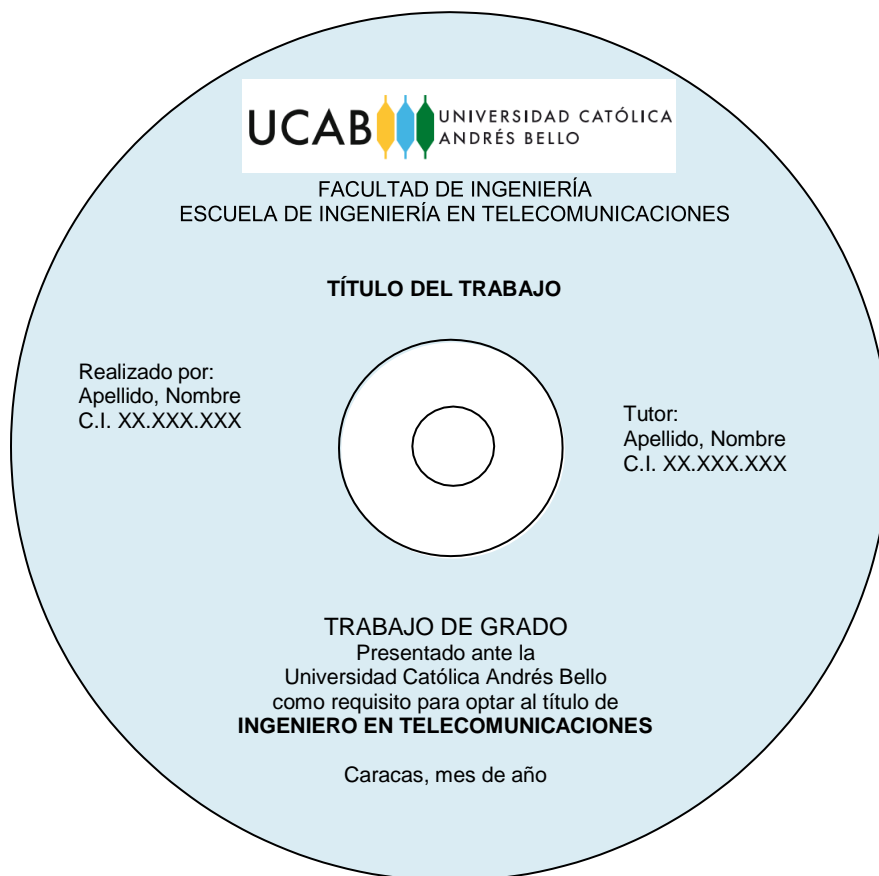 UCAB UNIVERSIDAD CATÓLICA
ANDRÉS BELLO
FACULTAD DE INGENIERÍA
ESCUELA DE INGENIERÍA EN TELECOMUNICACIONES
TÍTULO DEL TRABAJO
Realizado por:
Apellido, Nombre
C.I. XX.XXX.XXX
Tutor:
Apellido, Nombre
C.I. XX.XXX.XXX
TRABAJO DE GRADO
Presentado ante la
Universidad Católica Andrés Bello
como requisito para optar al título de
INGENIERO EN TELECOMUNICACIONES
Caracas, mes de año